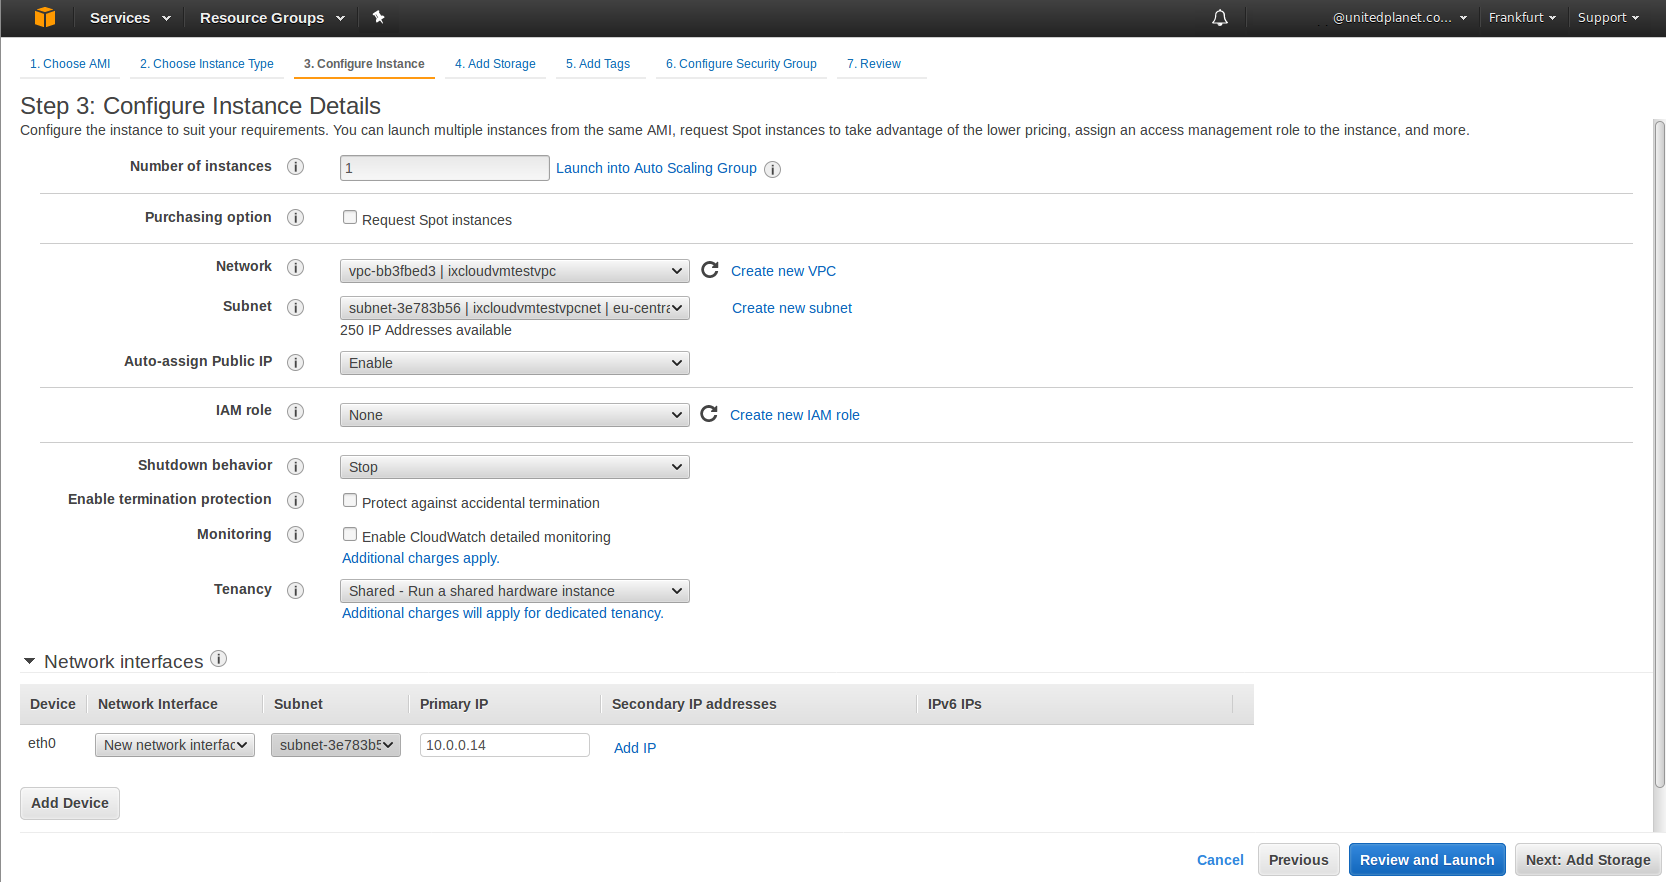 Services Resource Groups @unitedplanet.co... Frankfurt Support
1. Choose AMI 2. Choose Instance Type 3. Configure Instance 4. Add Storage 5. Add Tags 6. Configure Security Group 7. Review
Step 3: Configure Instance Details
Configure the instance to suit your requirements. You can launch multiple instances from the same AMI, request Spot instances to take advantage of the lower pricing, assign an access management role to the instance, and more.
Number of instances i 1 Launch into Auto Scaling Group i
Purchasing option i Request Spot instances
Network i vpc-bb3fbed3 | ixcloudvmtestvpc Create new VPC
Subnet i subnet-3e783b56 | ixcloudvmtestvpcnet | eu-centra Create new subnet
250 IP Addresses available
Auto-assign Public IP i Enable
IAM role i None Create new IAM role
Shutdown behavior i Stop
Enable termination protection i Protect against accidental termination
Monitoring i Enable CloudWatch detailed monitoring
Additional charges apply.
Tenancy i Shared - Run a shared hardware instance
Additional charges will apply for dedicated tenancy.
Network interfaces i
Device Network Interface Subnet Primary IP Secondary IP addresses IPv6 IPs
eth0 New network interfac subnet-3e783b5 10.0.0.14 Add IP
Add Device
Cancel Previous Review and Launch Next: Add Storage